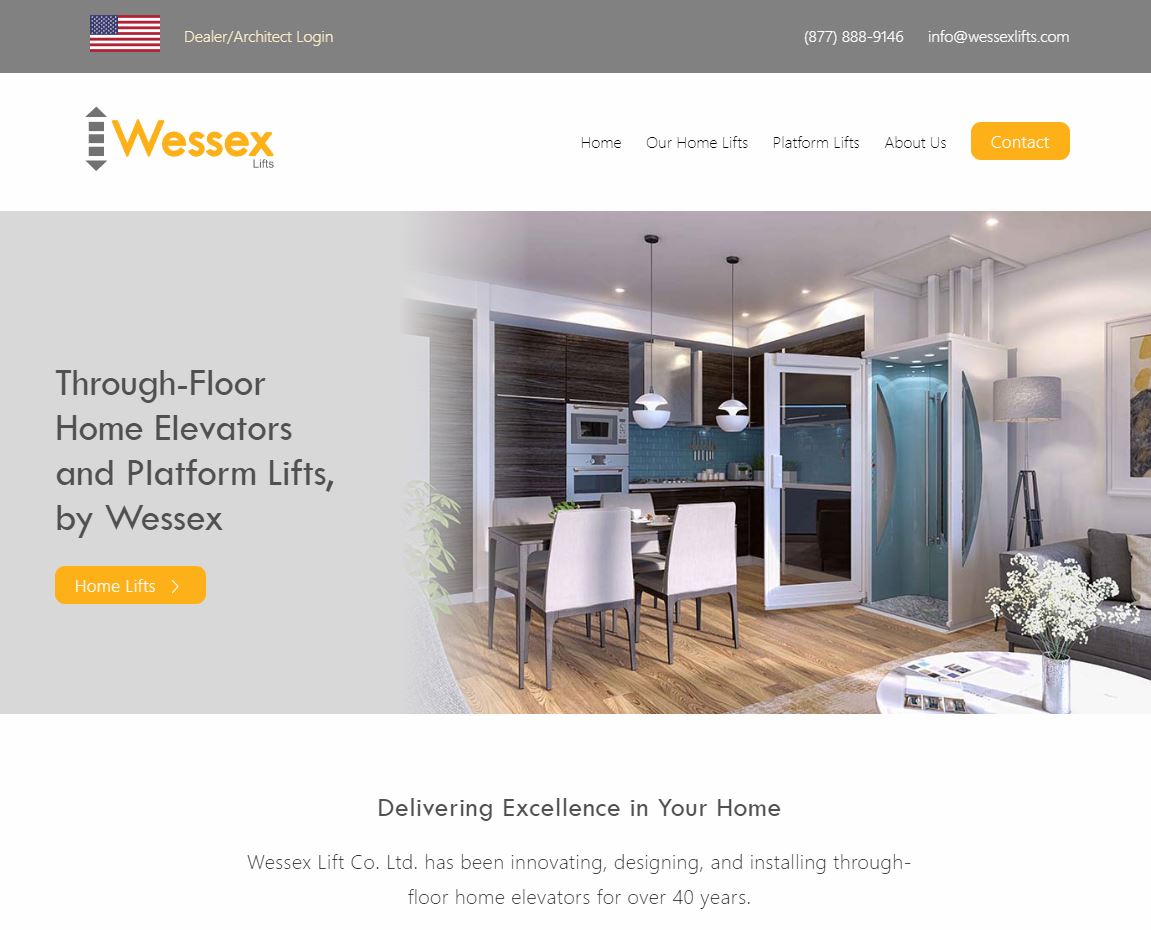 Dealer/Architect Login
(877) 888-9146
info@wessexlifts.com
Wessex
Lifts
Home
Our Home Lifts
Platform Lifts
About Us
Contact
Through-Floor
Home Elevators
and Platform Lifts,
by Wessex
Home Lifts
Delivering Excellence in Your Home
Wessex Lift Co. Ltd. has been innovating, designing, and installing through-
floor home elevators for over 40 years.